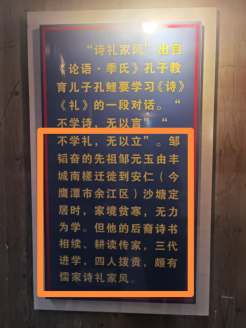 “诗礼家风”出自
《论语·季氏》孔子教
育儿子孔鲤要学习《诗》
《礼》的一段对话。“
不学诗，无以言”“
不学礼，无以立”。邹
韬奋的先祖邹元玉由丰
城南槎迁徙到安仁（今
鹰潭市余江区）沙塘定
居时，家境贫寒，无力
为学。但他的后裔诗书
相续、耕读传家，三代
进学，四人拨贡，颇有
儒家诗礼家风。